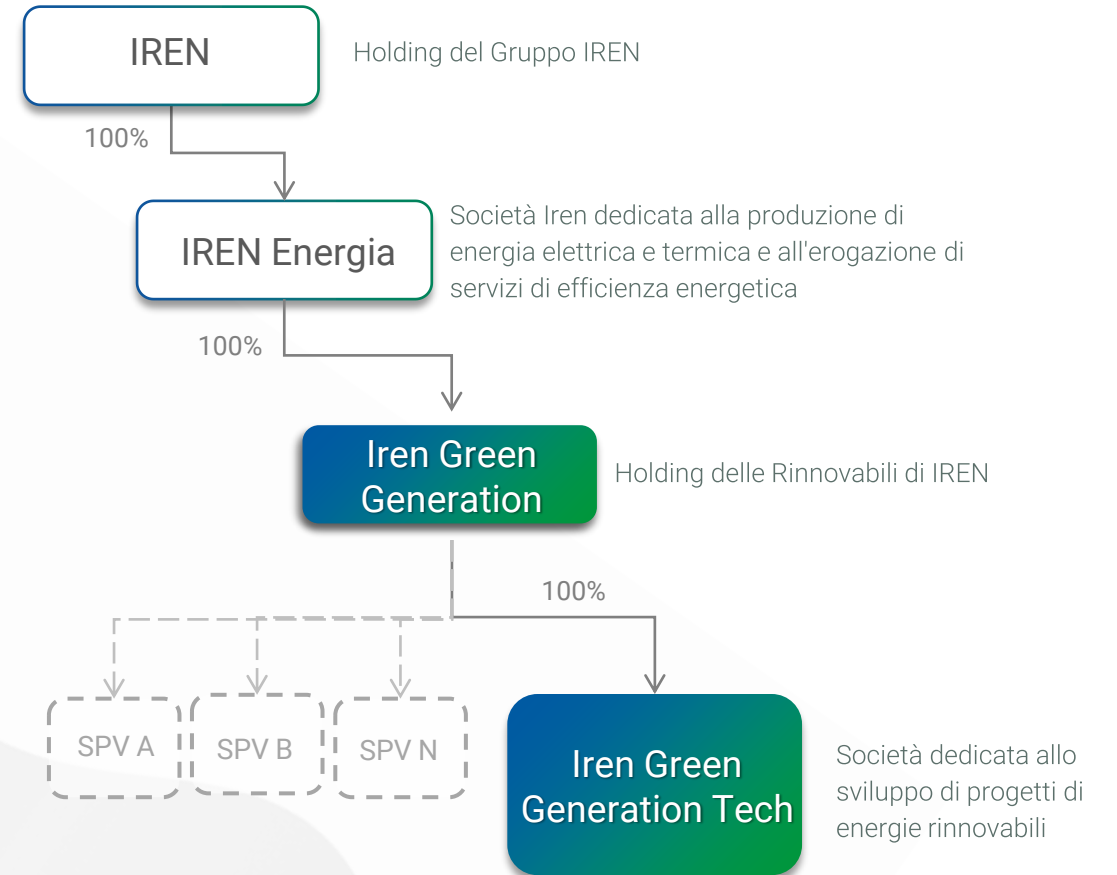 IREN
Holding del Gruppo IREN
100%
IREN Energia
Società Iren dedicata alla produzione di
energia elettrica e termica e all'erogazione di
servizi di efficienza energetica
100%
Iren Green
Generation
Holding delle Rinnovabili di IREN
100%
SPV A
SPV B
SPV N
Iren Green
Generation Tech
Società dedicata allo
sviluppo di progetti di
energie rinnovabili